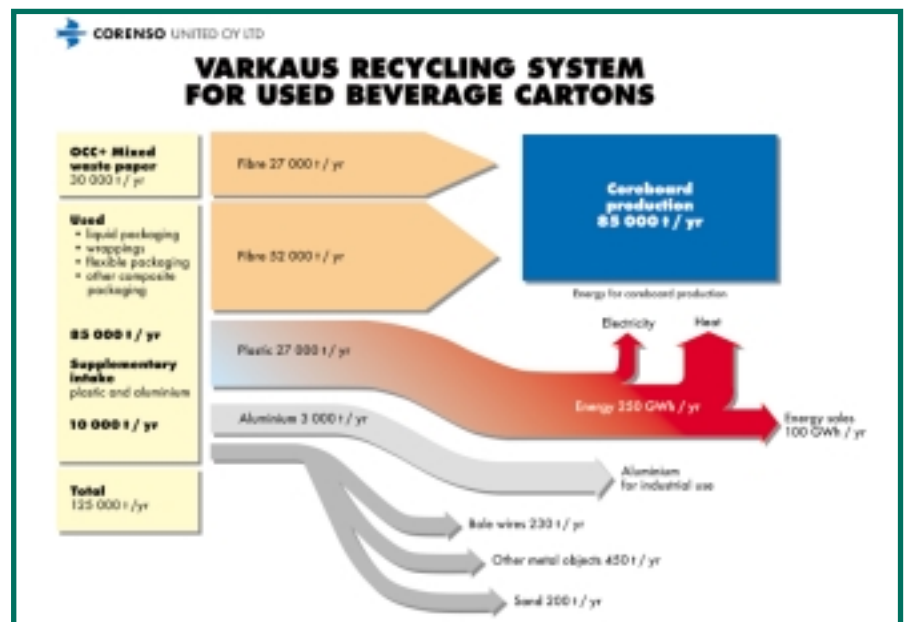 CORENSO UNITED OY LTD
VARKAUS RECYCLING SYSTEM
FOR USED BEVERAGE CARTONS
OCC+ Mixed
waste paper
30 000 t / yr
Fibre 27 000 t / yr
Coreboard
production
85 000 t / yr
Used
• liquid packaging
• wrappings
• flexible packaging
• other composite
packaging
Fibre 52 000 t / yr
Energy for coreboard production
Electricity
Heat
85 000 t / yr
Plastic 27 000 t / yr
Supplementary
intake
plastic and aluminium
Energy 350 GWh / yr
Energy sales
100 GWh / yr
10 000 t / yr
Aluminium 3 000 t / yr
Aluminium
for industrial use
Total
125 000 t /yr
Bale wires 230 t / yr
Other metal objects 450 t / yr
Sand 200 t / yr